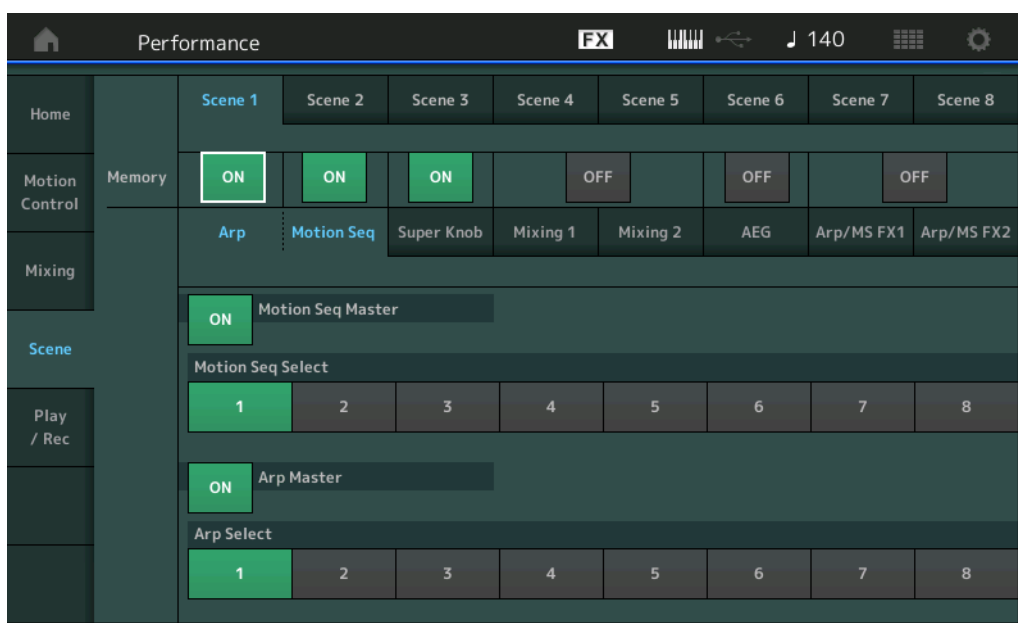 Performance FX 140
Scene 1 Scene 2 Scene 3 Scene 4 Scene 5 Scene 6 Scene 7 Scene 8
Home
Memory ON ON ON OFF OFF OFF
Motion
Control
Arp Motion Seq Super Knob Mixing 1 Mixing 2 AEG Arp/MS FX1 Arp/MS FX2
Mixing
ON Motion Seq Master
Scene
Motion Seq Select
1 2 3 4 5 6 7 8
Play
/ Rec
ON Arp Master
Arp Select
1 2 3 4 5 6 7 8